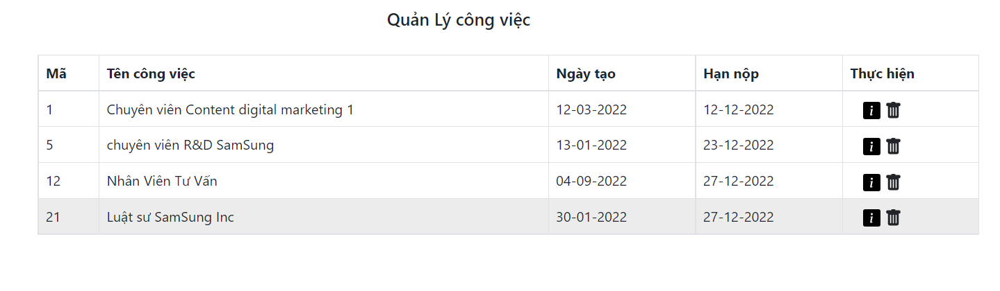 Quản Lý công việc
Mã Tên công việc Ngày tạo Hạn nộp Thực hiện
1 Chuyên viên Content digital marketing 1 12-03-2022 12-12-2022 i
5 chuyên viên R&D SamSung 13-01-2022 23-12-2022 i
12 Nhân Viên Tư Vấn 04-09-2022 27-12-2022 i
21 Luật sư SamSung Inc 30-01-2022 27-12-2022 i